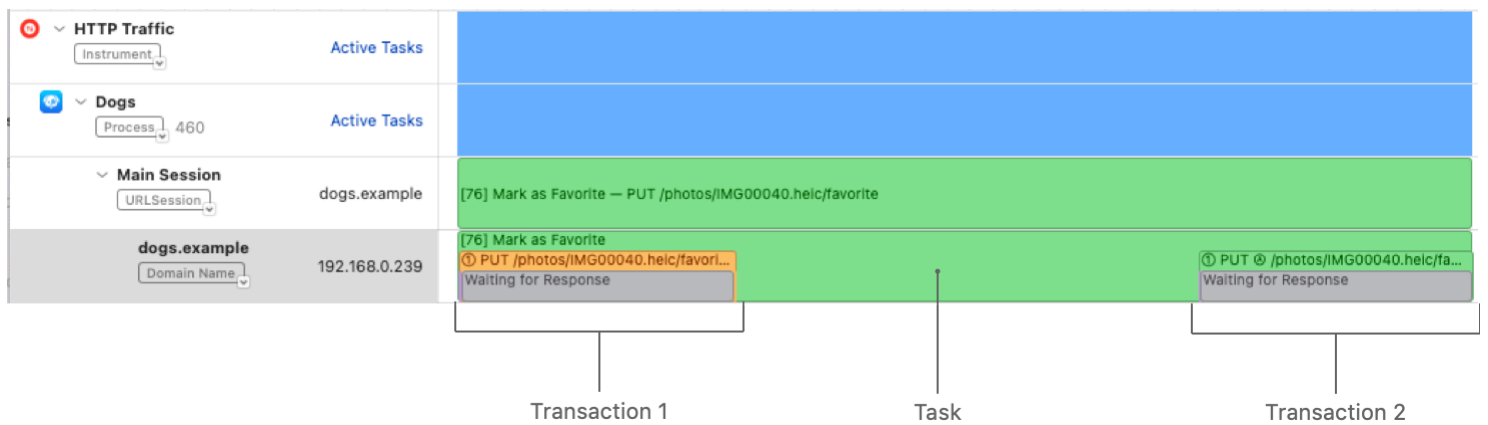 HTTP Traffic
Instrument
Active Tasks
Dogs
Process 460
Active Tasks
Main Session
URLSession
dogs.example
[76] Mark as Favorite — PUT /photos/IMG00040.heic/favorite
dogs.example
Domain Name
192.168.0.239
[76] Mark as Favorite
① PUT /photos/IMG00040.heic/favori...
Waiting for Response
① PUT Ⓐ /photos/IMG00040.heic/fa...
Waiting for Response
Transaction 1
Task
Transaction 2